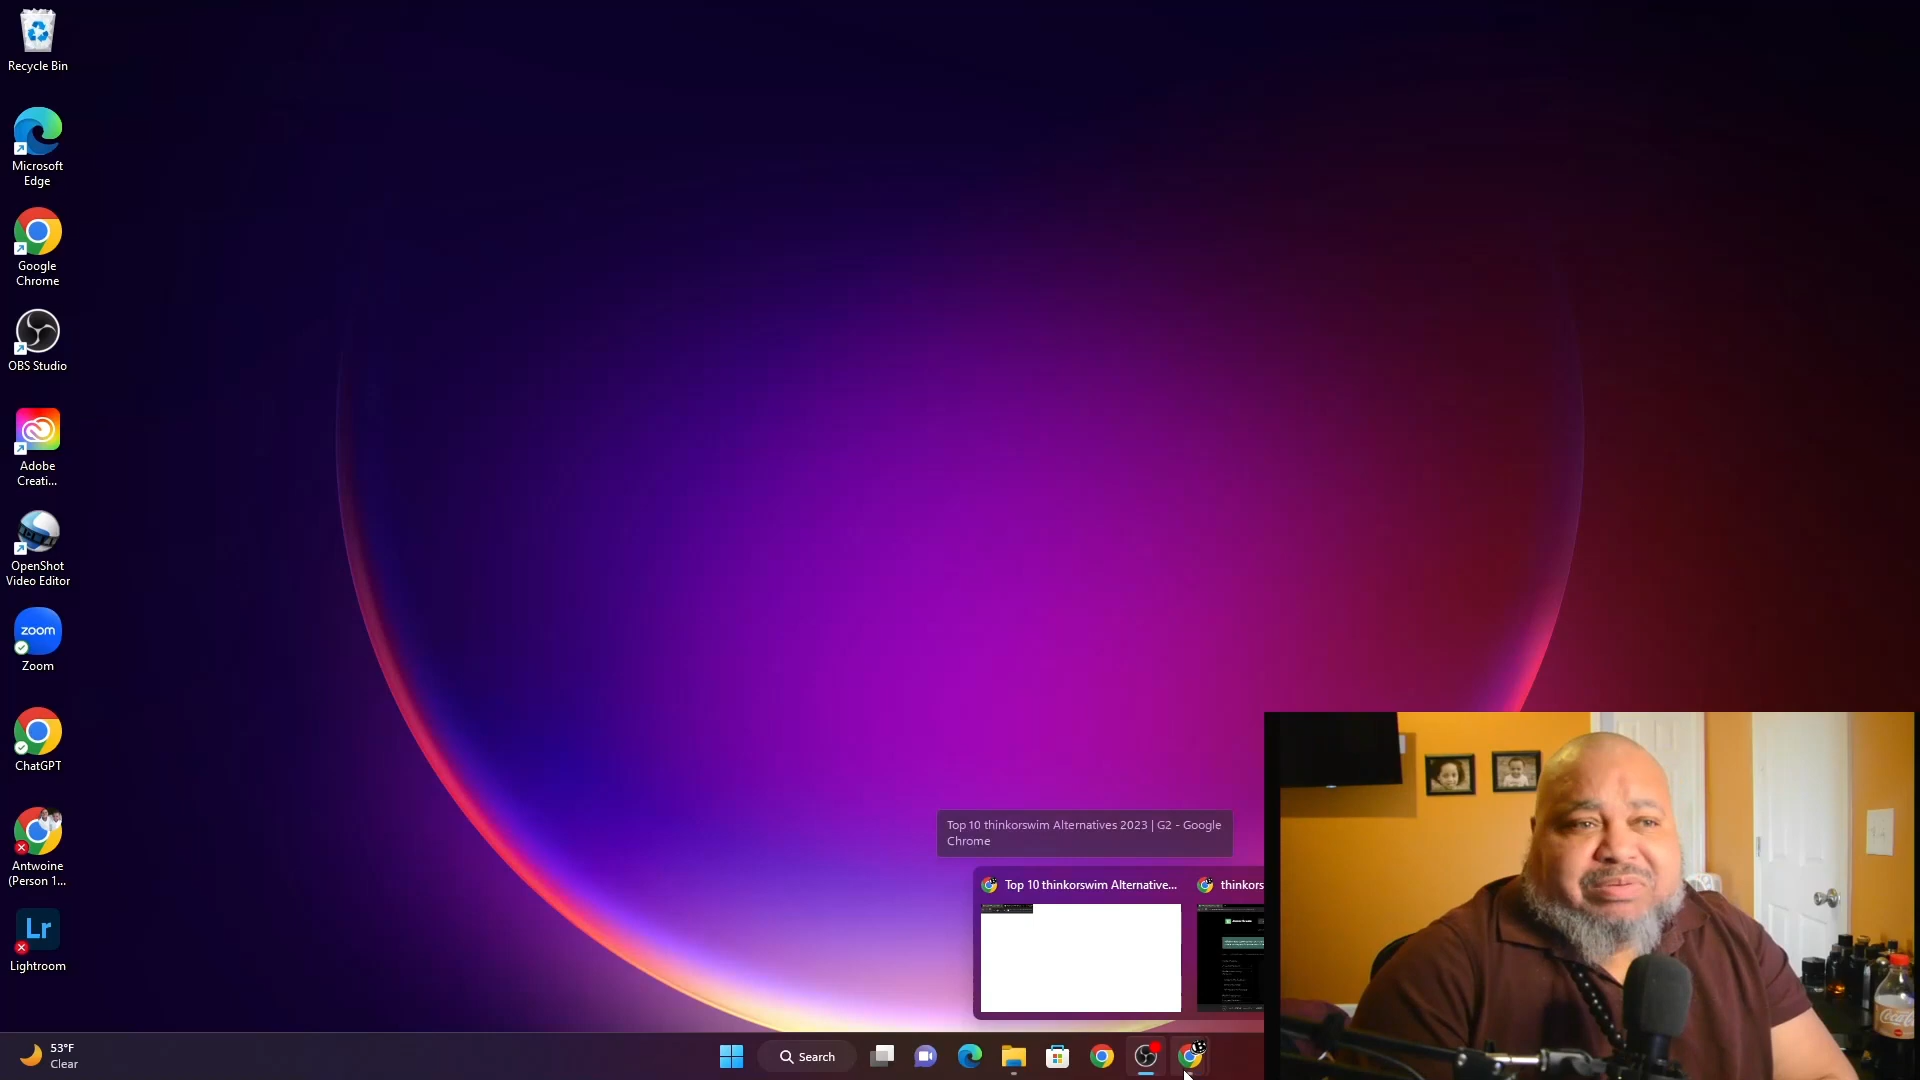 Recycle Bin
Microsoft
Edge
Google
Chrome
OBS Studio
Adobe
Creati...
OpenShot
Video Editor
zoom
Zoom
ChatGPT
Antwoine
(Person 1...
Lr
Lightroom
Top 10 thinkorswim Alternatives 2023 | G2 - Google
Chrome
Top 10 thinkorswim Alternative...
thinkors
53°F
Clear
Search